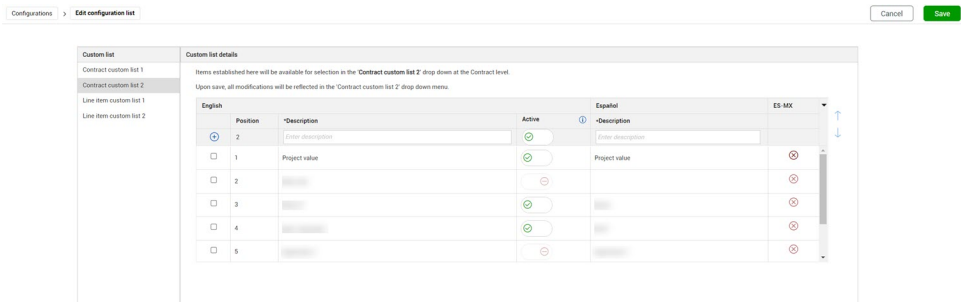 Configurations > Edit configuration list
Cancel
Save
Custom list
Contract custom list 1
Contract custom list 2
Line item custom list 1
Line item custom list 2
Custom list details
Items established here will be available for selection in the 'Contract custom list 2' drop down at the Contract level.
Upon save, all modifications will be reflected in the 'Contract custom list 2' drop down menu.
English Español ES-MX
Position *Description Active *Description
2 Enter description Enter description
1 Project value Project value
2
3
4
5